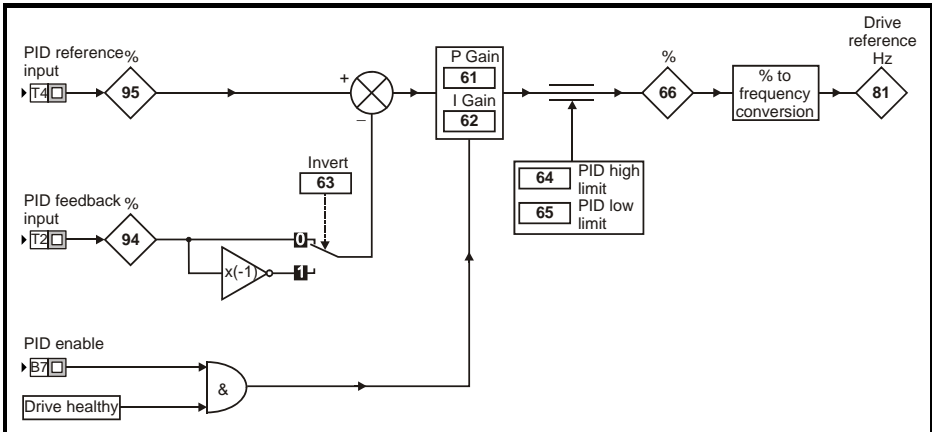 PID reference
input
%
T4
95
+
−
P Gain
61
I Gain
62
%
66
% to
frequency
conversion
Drive
reference
Hz
81
Invert
63
64
PID high
limit
65
PID low
limit
PID feedback
input
%
T2
94
0
x(-1)
1
PID enable
B7
&
Drive healthy